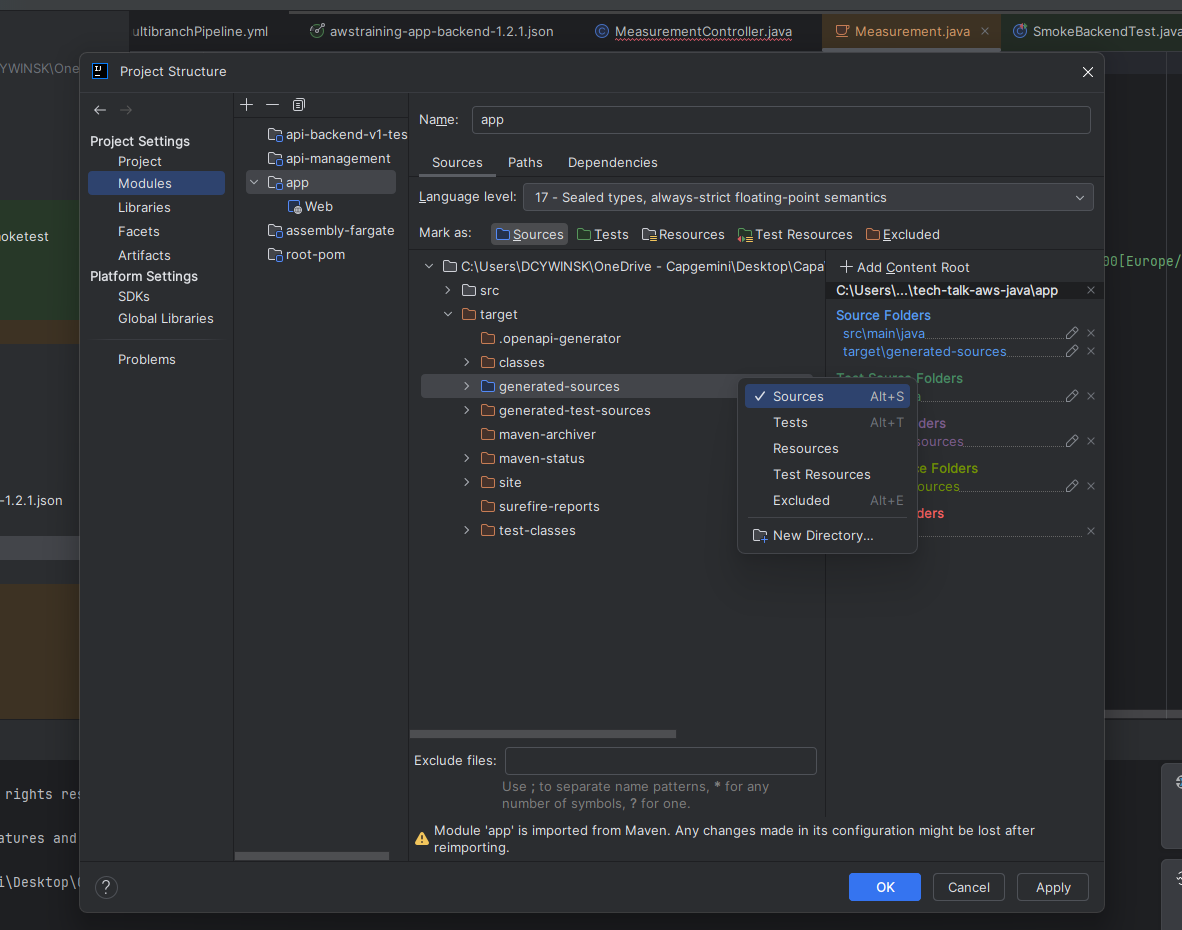 ultibranchPipeline.yml
awstraining-app-backend-1.2.1.json
MeasurementController.java
Measurement.java
SmokeBackendTest.java
YWINSK\One
oketest
-1.2.1.json
rights res
atures and
i\Desktop\
00[Europe/
Project Structure
Project Settings
Project
Modules
Libraries
Facets
Artifacts
Platform Settings
SDKs
Global Libraries
Problems
api-backend-v1-tes
api-management
app
Web
assembly-fargate
root-pom
Name:
app
Sources
Paths
Dependencies
Language level:
17 - Sealed types, always-strict floating-point semantics
Mark as:
Sources
Tests
Resources
Test Resources
Excluded
C:\Users\DCYWINSK\OneDrive - Capgemini\Desktop\Capa
src
target
.openapi-generator
classes
generated-sources
generated-test-sources
maven-archiver
maven-status
site
surefire-reports
test-classes
Add Content Root
C:\Users\...\tech-talk-aws-java\app
Source Folders
src\main\java
target\generated-sources
Test Source Folders
a
ders
sources
ce Folders
ources
ders
Sources Alt+S
Tests Alt+T
Resources
Test Resources
Excluded Alt+E
New Directory...
Exclude files:
Use ; to separate name patterns, * for any
number of symbols, ? for one.
Module 'app' is imported from Maven. Any changes made in its configuration might be lost after
reimporting.
?
OK
Cancel
Apply